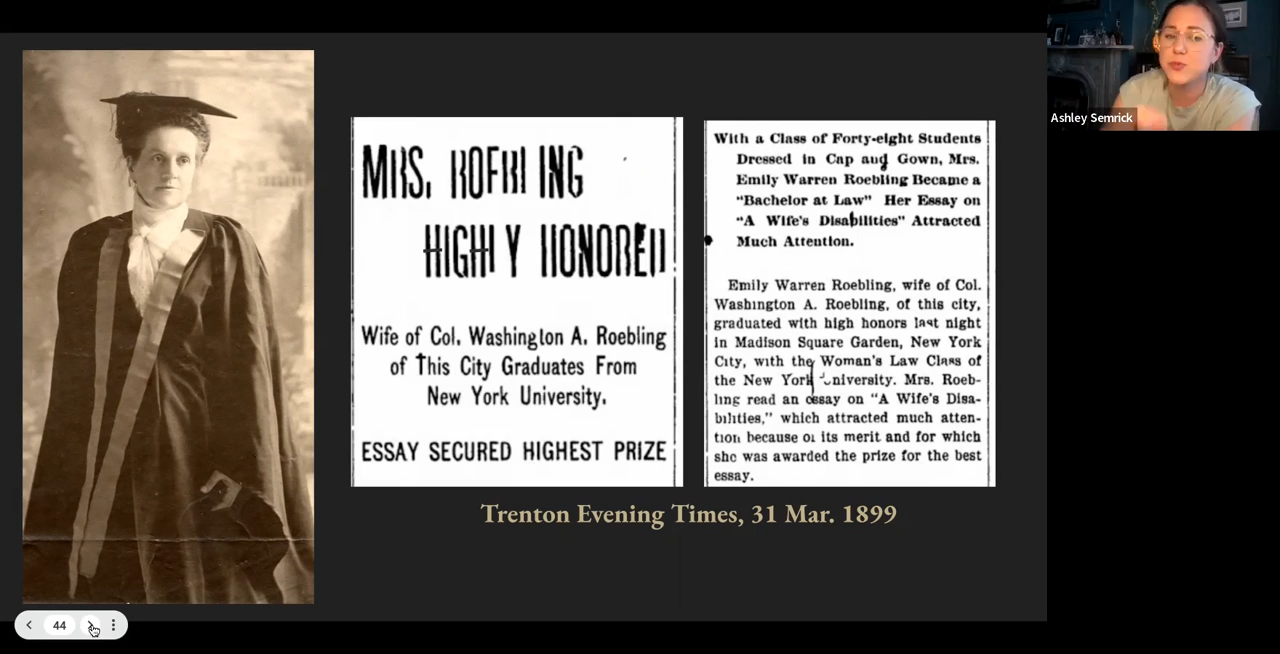 MRS. ROEBLING
HIGHLY HONORED
Wife of Col. Washington A. Roebling
of This City Graduates From
New York University.
ESSAY SECURED HIGHEST PRIZE
With a Class of Forty-eight Students
Dressed in Cap and Gown, Mrs.
Emily Warren Roebling Became a
"Bachelor at Law" Her Essay on
"A Wife's Disabilities" Attracted
Much Attention.
Emily Warren Roebling, wife of Col.
Washington A. Roebling, of this city,
graduated with high honors last night
in Madison Square Garden, New York
City, with the Woman's Law Class of
the New York University. Mrs. Roeb-
ling read an essay on "A Wife's Disa-
bilities," which attracted much atten-
tion because of its merit and for which
she was awarded the prize for the best
essay.
Trenton Evening Times, 31 Mar. 1899
Ashley Semrick
44